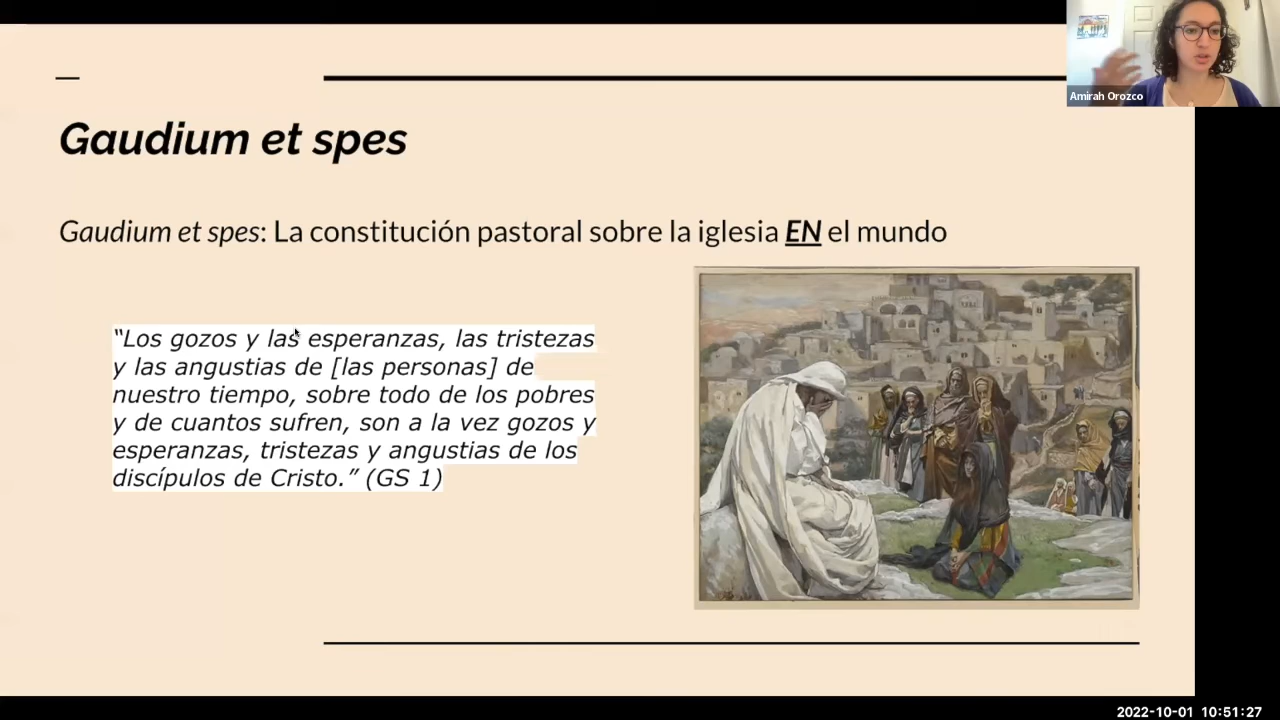 Amirah Orozco
Gaudium et spes
Gaudium et spes: La constitución pastoral sobre la iglesia EN el mundo
“Los gozos y las esperanzas, las tristezas
y las angustias de [las personas] de
nuestro tiempo, sobre todo de los pobres
y de cuantos sufren, son a la vez gozos y
esperanzas, tristezas y angustias de los
discípulos de Cristo.” (GS 1)
2022-10-01 10:51:27